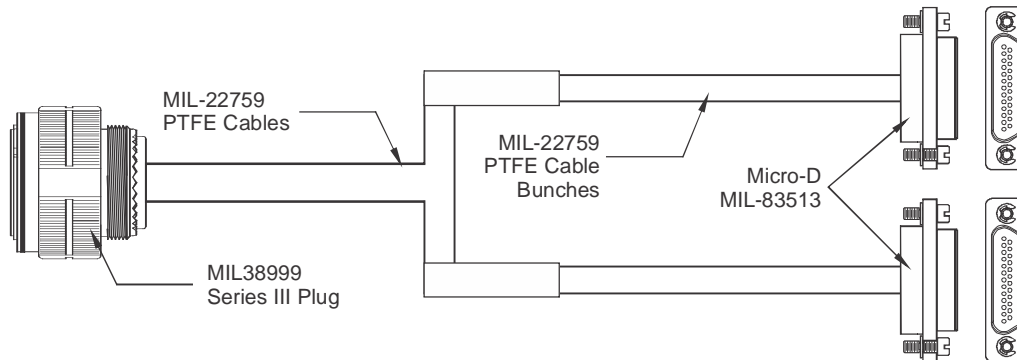 MIL-22759
PTFE Cables
MIL-22759
PTFE Cable
Bunches
Micro-D
MIL-83513
MIL38999
Series III Plug